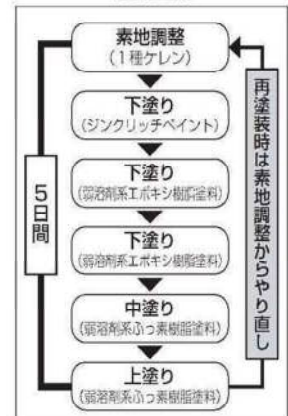 素地調整
(1種ケレン)
下塗り
(ジンクリッチペイント)
下塗り
(弱溶剤系エポキシ樹脂塗料)
下塗り
(弱溶剤系エポキシ樹脂塗料)
中塗り
(弱溶剤系ふっ素樹脂塗料)
上塗り
(弱溶剤系ふっ素樹脂塗料)
5日間
再塗装時は素地調整からやり直し